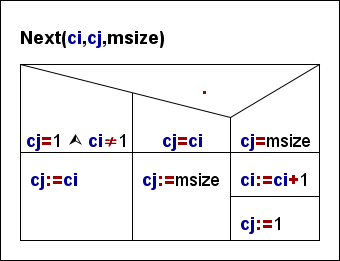 Next(ci,cj,msize)
.
cj=1 ∧ ci≠1 cj=ci cj=msize
cj:=ci cj:=msize ci:=ci+1
cj:=1